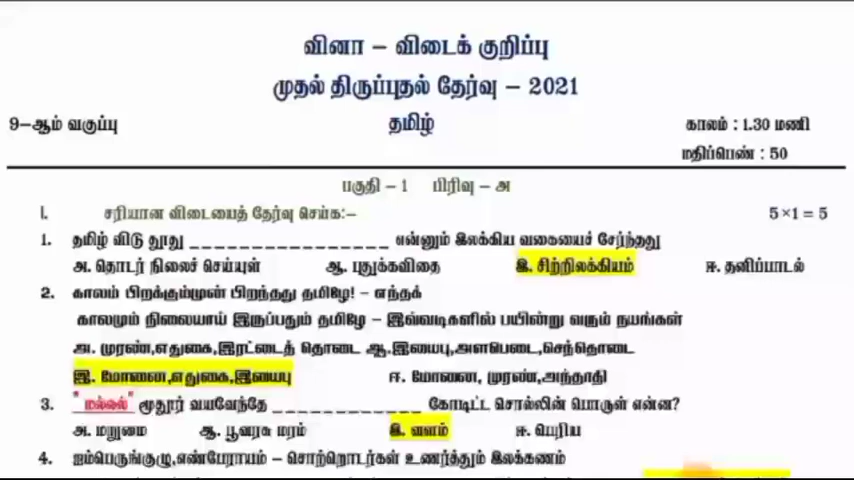 வினா – விடைக் குறிப்பு
முதல் திருப்புதல் தேர்வு – 2021
9-ஆம் வகுப்பு தமிழ் காலம் : 1.30 மணி
மதிப்பெண் : 50
பகுதி – 1 பிரிவு – அ
I. சரியான விடையைத் தேர்வு செய்க:- 5×1=5
1. தமிழ் விடு தூது ________________ என்னும் இலக்கிய வகையைச் சேர்ந்தது
அ. தொடர் நிலைச் செய்யுள் ஆ. புதுக்கவிதை இ. சிற்றிலக்கியம் ஈ. தனிப்பாடல்
2. காலம் பிறக்குமுன் பிறந்தது தமிழே! – எந்தக்
காலமும் நிலையாய் இருப்பதும் தமிழே – இவ்வடிகளில் பயின்று வரும் நயங்கள்
அ. முரண்,எதுகை,இரட்டைத் தொடை ஆ.இயைபு,அளபெடை,செந்தொடை
இ. மோனை,எதுகை,இயைபு ஈ. மோனை, முரண்,அந்தாதி
3. "மல்லல்" மூதூர் வயவேந்தே ____________ கோடிட்ட சொல்லின் பொருள் என்ன?
அ. மறுமை ஆ. பூவரசு மரம் இ. வளம் ஈ. பெரிய
4. ஐம்பெருங்குழு,எண்பேராயம் – சொற்றொடர்கள் உணர்த்தும் இலக்கணம்